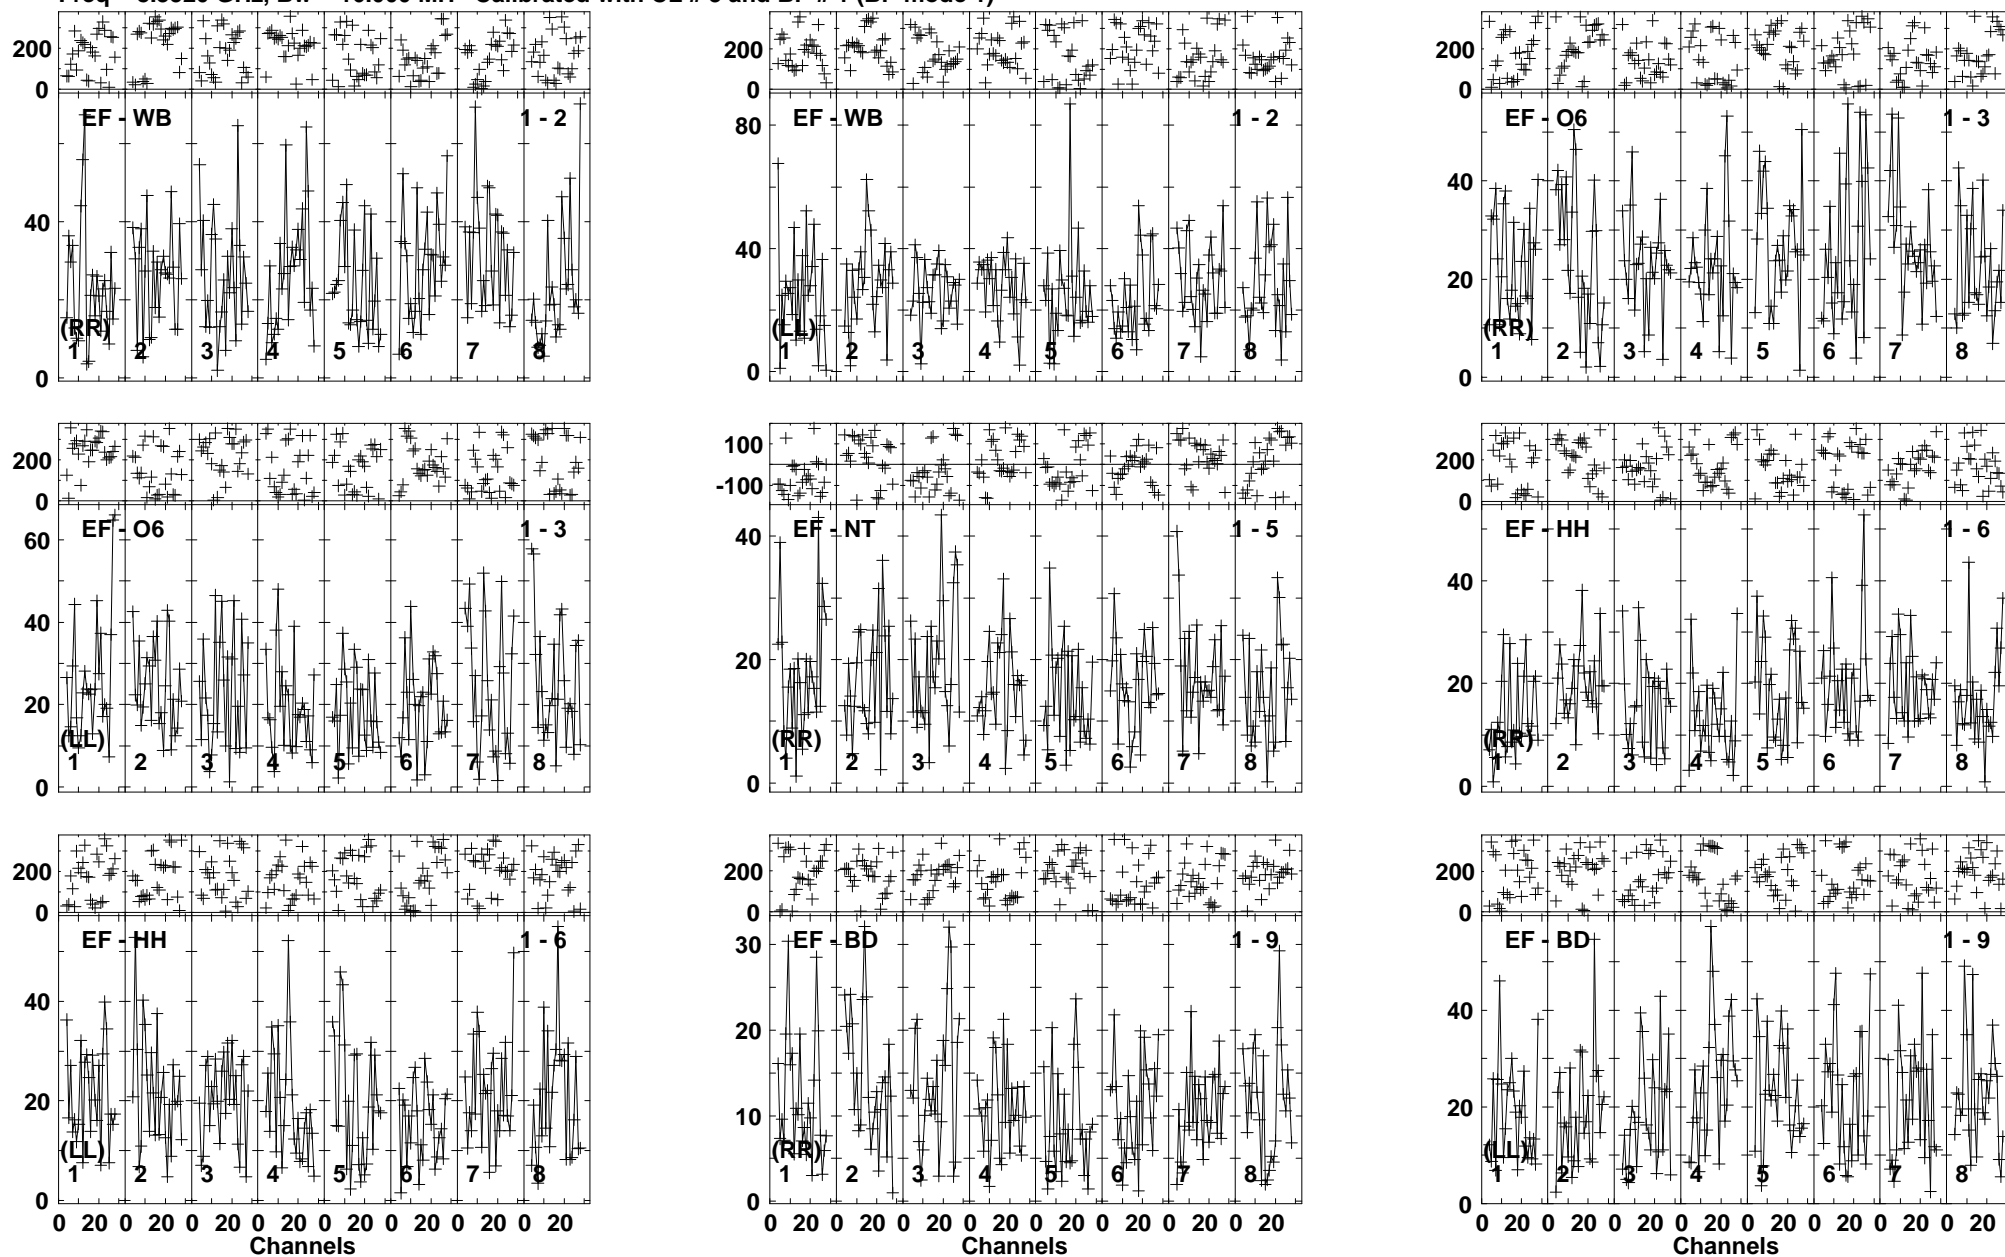 Calibrated with and (BP mode 1)
200 0
EF - WB 1 - 2
40 0
(RR)
1 2 3 4 5 6 7 8
EF - WB 1 - 2
80 40 0
(LL)
1 2 3 4 5 6 7 8
200 0
EF - O6 1 - 3
40 20 0
(RR)
1 2 3 4 5 6 7 8
200 0
EF - O6 1 - 3
60 40 20 0
(LL)
1 2 3 4 5 6 7 8
100 -100
EF - NT 1 - 5
40 20 0
(RR)
1 2 3 4 5 6 7 8
200 0
EF - HH 1 - 6
40 20 0
(RR)
1 2 3 4 5 6 7 8
200 0
EF - HH 1 - 6
40 20 0
(LL)
1 2 3 4 5 6 7 8
0 20 0 20 0 20 0 20 0 20 0 20 0 20 0 20
Channels
200 0
EF - BD 1 - 9
30 20 10 0
(RR)
1 2 3 4 5 6 7 8
0 20 0 20 0 20 0 20 0 20 0 20 0 20 0 20
Channels
200 0
EF - BD 1 - 9
40 20 0
(LL)
1 2 3 4 5 6 7 8
0 20 0 20 0 20 0 20 0 20 0 20 0 20 0 20
Channels